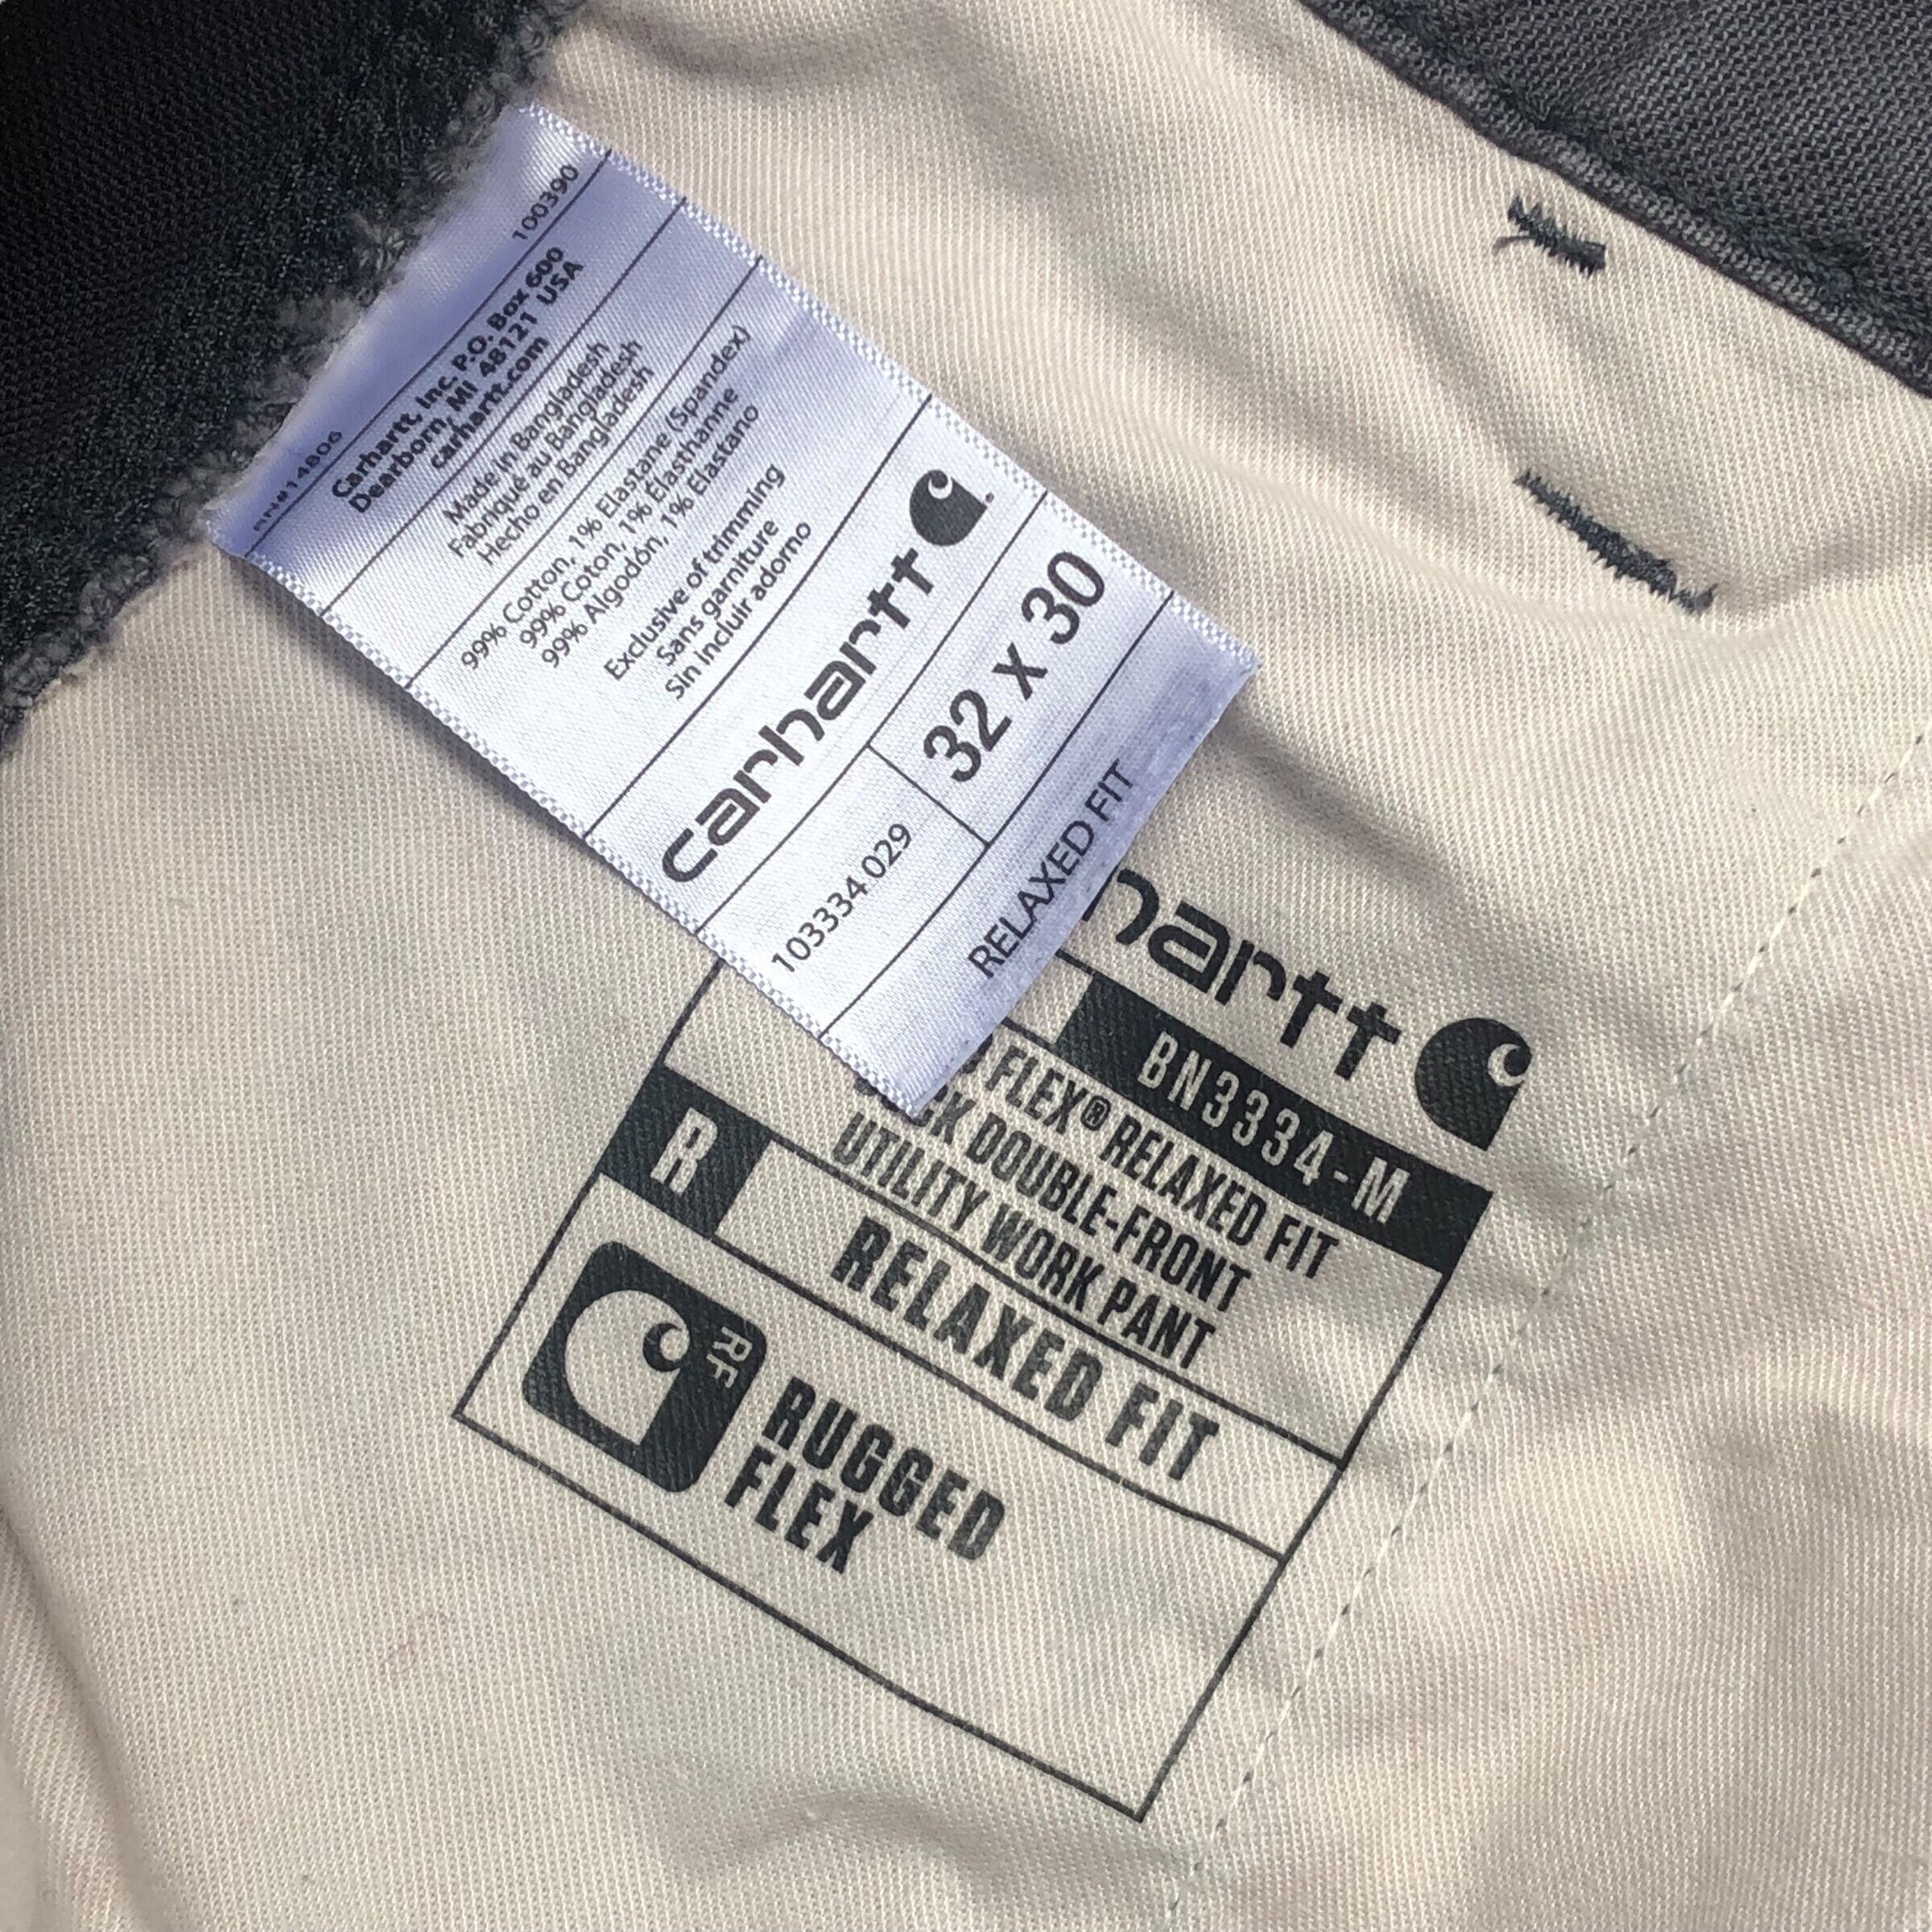 100390
RN#14806
Carhartt, Inc. P.O. Box 600
Dearborn, MI 48121 USA
carhartt.com
Made in Bangladesh
Fabriqué au Bangladesh
Hecho en Bangladesh
99% Cotton, 1% Elastane (Spandex)
99% Coton, 1% Élasthanne
99% Algodón, 1% Elastano
Exclusive of trimming
Sans garniture
Sin incluir adorno
carhartt
103334 029
32 x 30
RELAXED FIT
hartt
BN3334-M
FLEX® RELAXED FIT
CK DOUBLE-FRONT
UTILITY WORK PANT
R
RELAXED FIT
RF
RUGGED
FLEX